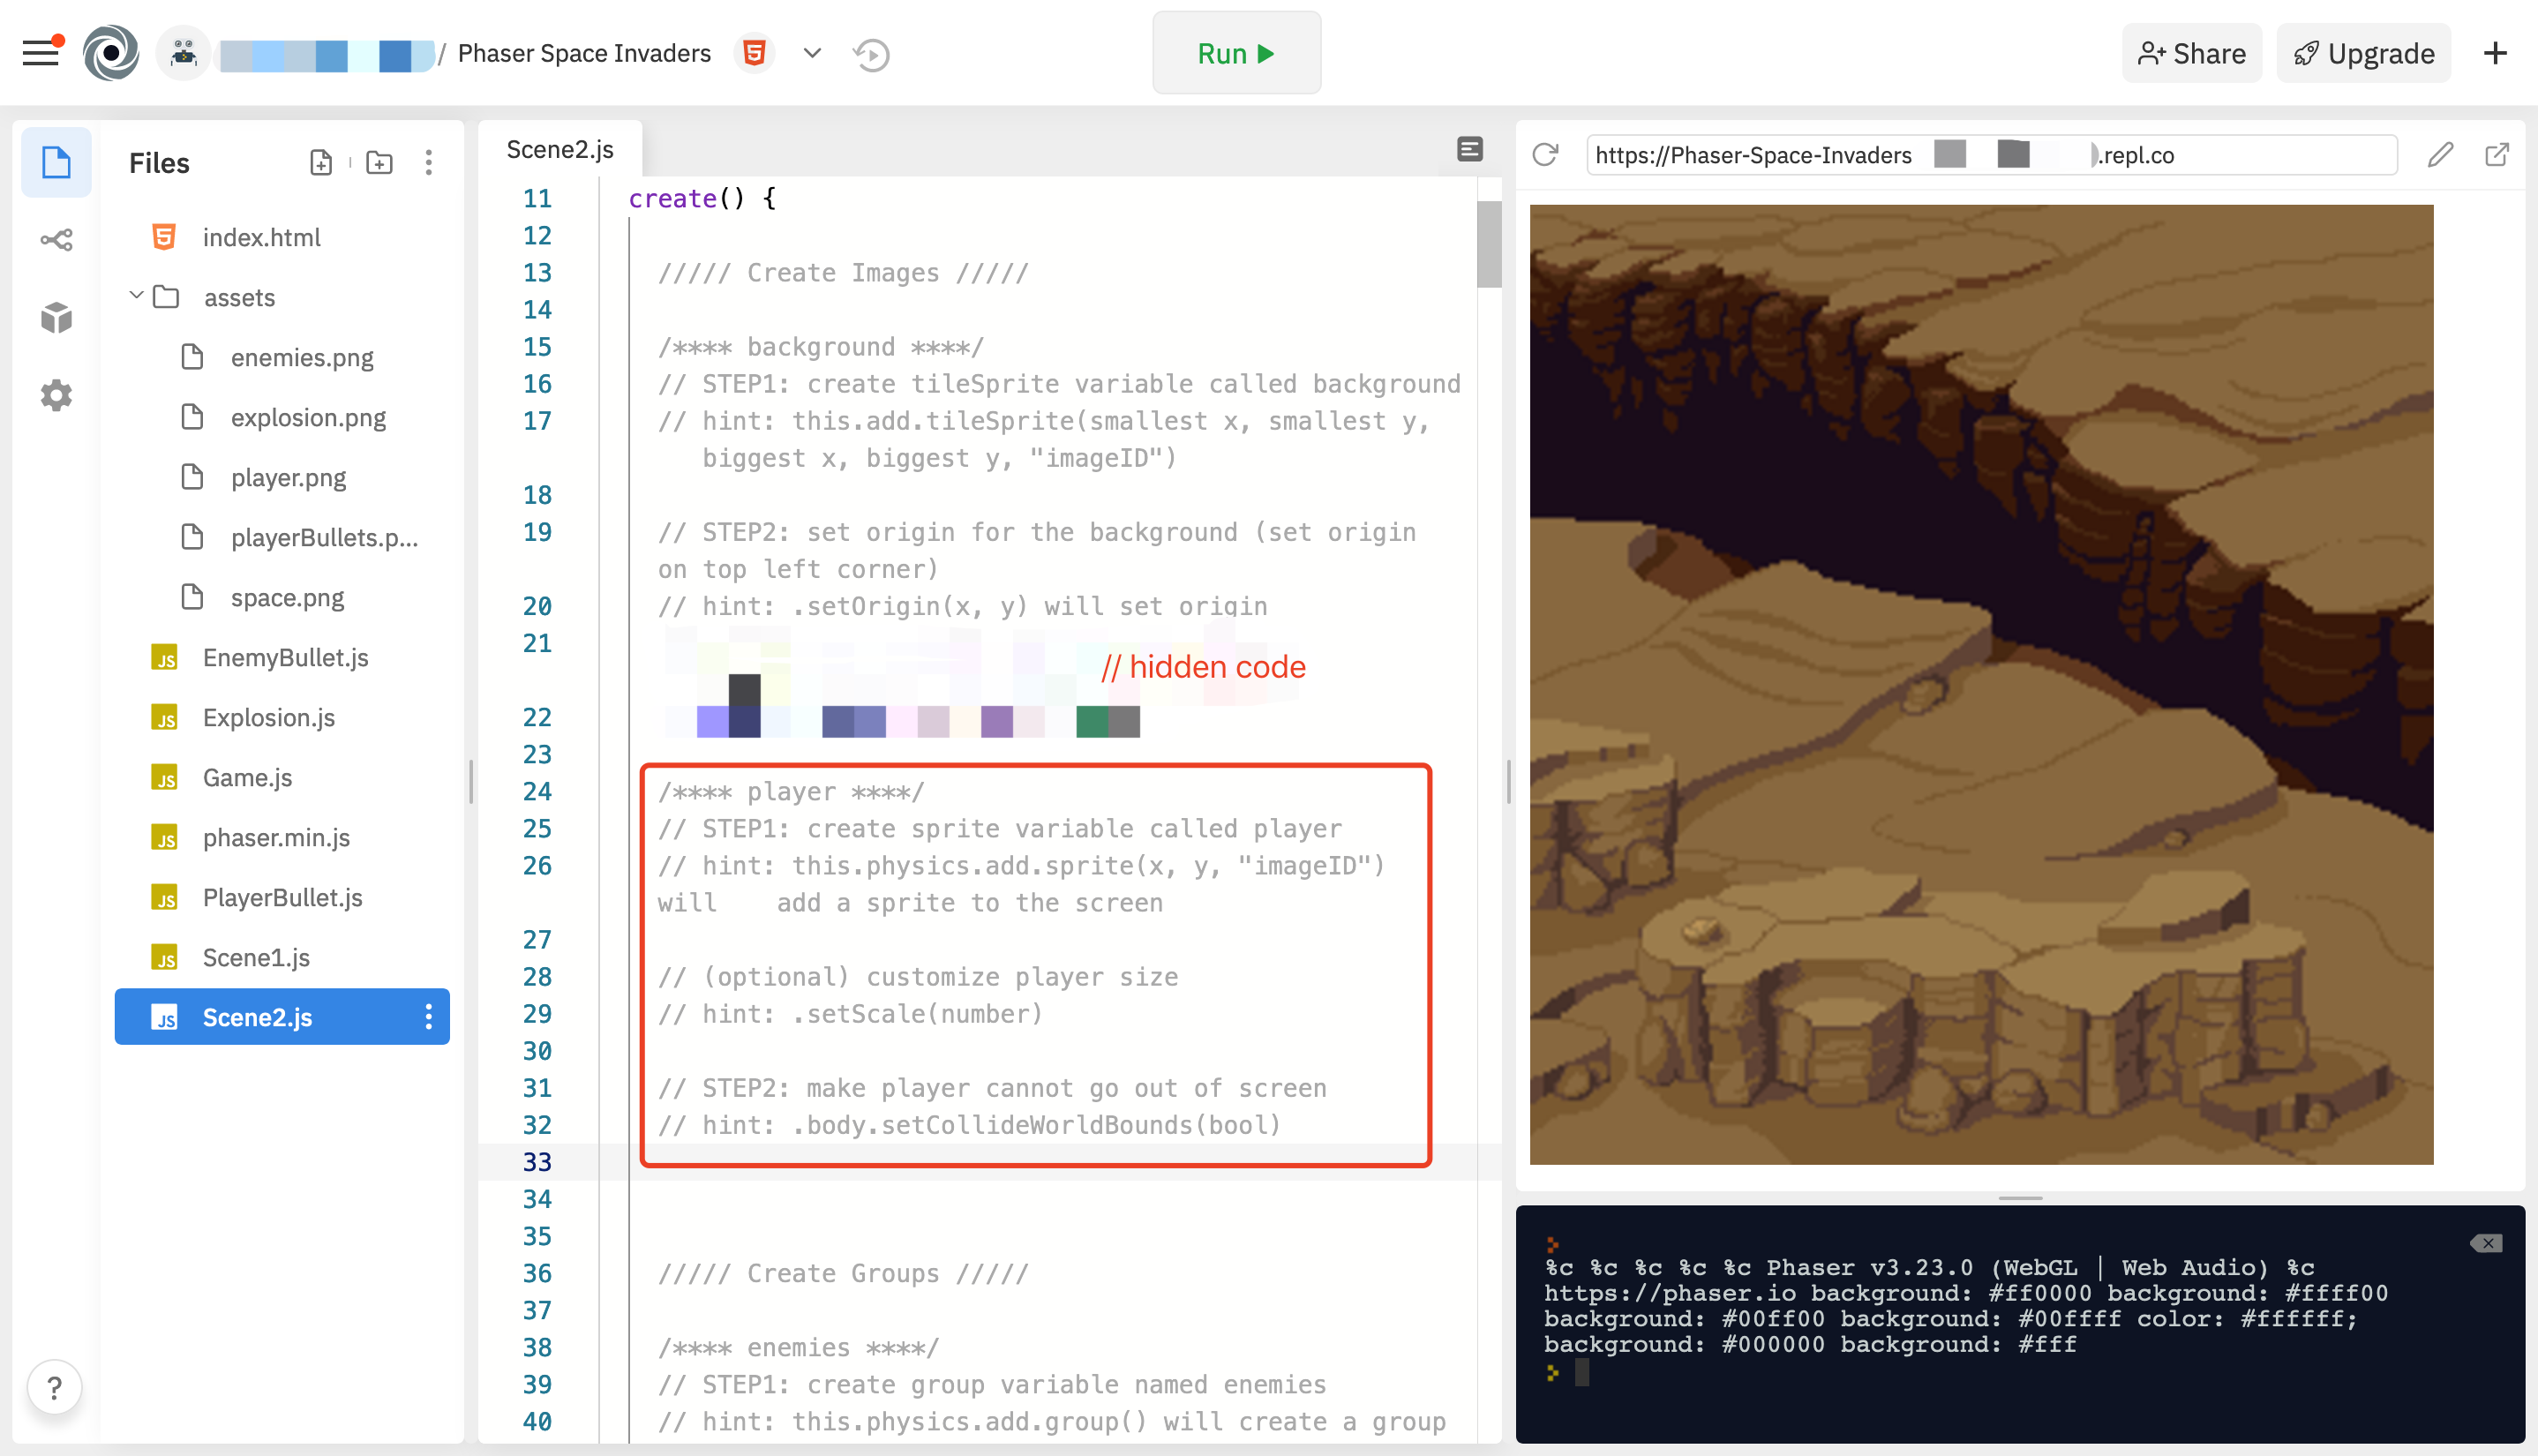 / Phaser Space Invaders
Run
Share
Upgrade
Files
index.html
assets
enemies.png
explosion.png
player.png
playerBullets.p...
space.png
JS EnemyBullet.js
JS Explosion.js
JS Game.js
JS phaser.min.js
JS PlayerBullet.js
JS Scene1.js
JS Scene2.js
?
Scene2.js
11 create() {
12
13 ///// Create Images /////
14
15 /**** background ****/
16 // STEP1: create tileSprite variable called background
17 // hint: this.add.tileSprite(smallest x, smallest y,
biggest x, biggest y, "imageID")
18
19 // STEP2: set origin for the background (set origin
on top left corner)
20 // hint: .setOrigin(x, y) will set origin
21
// hidden code
22
23
24 /**** player ****/
25 // STEP1: create sprite variable called player
26 // hint: this.physics.add.sprite(x, y, "imageID")
will    add a sprite to the screen
27
28 // (optional) customize player size
29 // hint: .setScale(number)
30
31 // STEP2: make player cannot go out of screen
32 // hint: .body.setCollideWorldBounds(bool)
33
34
35
36 ///// Create Groups /////
37
38 /**** enemies ****/
39 // STEP1: create group variable named enemies
40 // hint: this.physics.add.group() will create a group
https://Phaser-Space-Invaders
.repl.co
%c %c %c %c %c Phaser v3.23.0 (WebGL | Web Audio) %c
https://phaser.io background: #ff0000 background: #ffff00
background: #00ff00 background: #00ffff color: #ffffff;
background: #000000 background: #fff